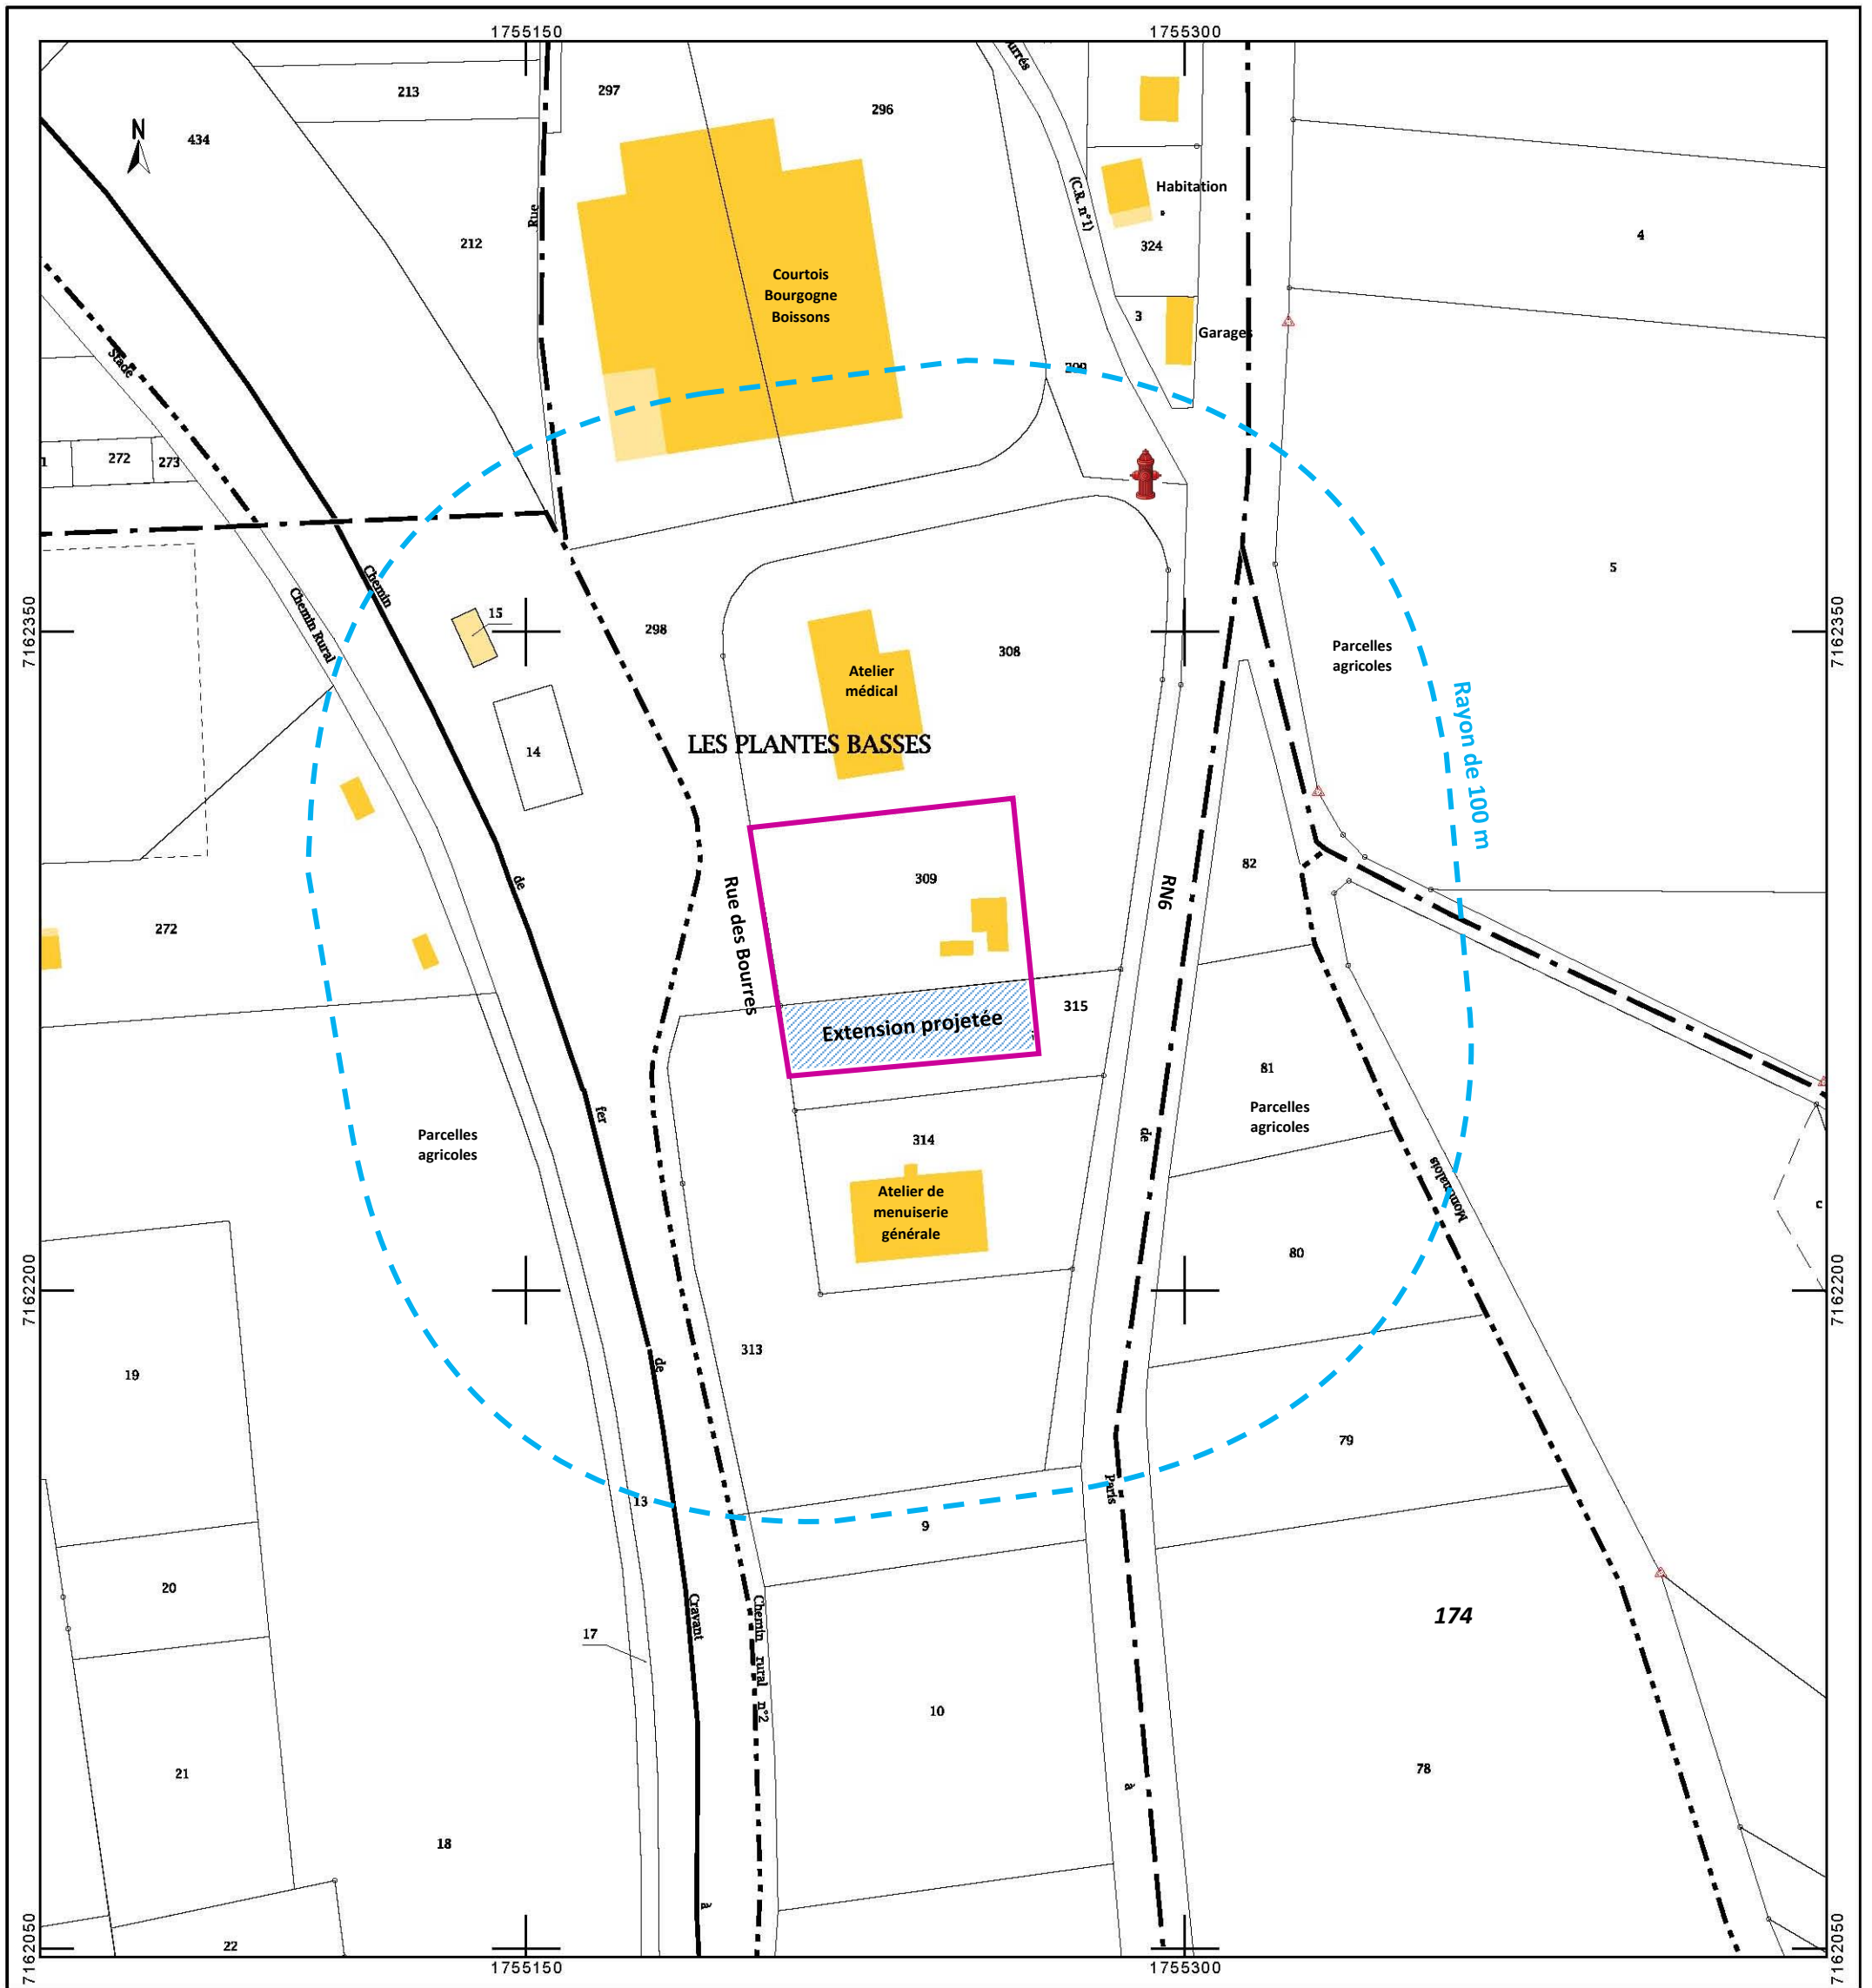 1755150
1755300
213
297
296
urrés
N
434
Habitation
(C.R. n°1)
Rue
212
324
4
Courtois
Bourgogne
Boissons
3
Garages
Stade
299
1
272
273
5
Chemin
Chemin Rural
15
7162350
7162350
298
308
Parcelles
agricoles
Atelier
médical
Rayon de 100 m
14
LES PLANTES BASSES
82
309
de
RN6
Rue des Bourres
272
315
Extension projetée
81
fer
Parcelles
agricoles
Parcelles
agricoles
de
314
Atelier de
menuiserie
générale
80
7162200
7162200
313
de
19
79
13
Paris
9
20
Cravant
Chemin rural n°2
174
17
10
21
78
à
18
à
22
7162050
7162050
1755150
1755300